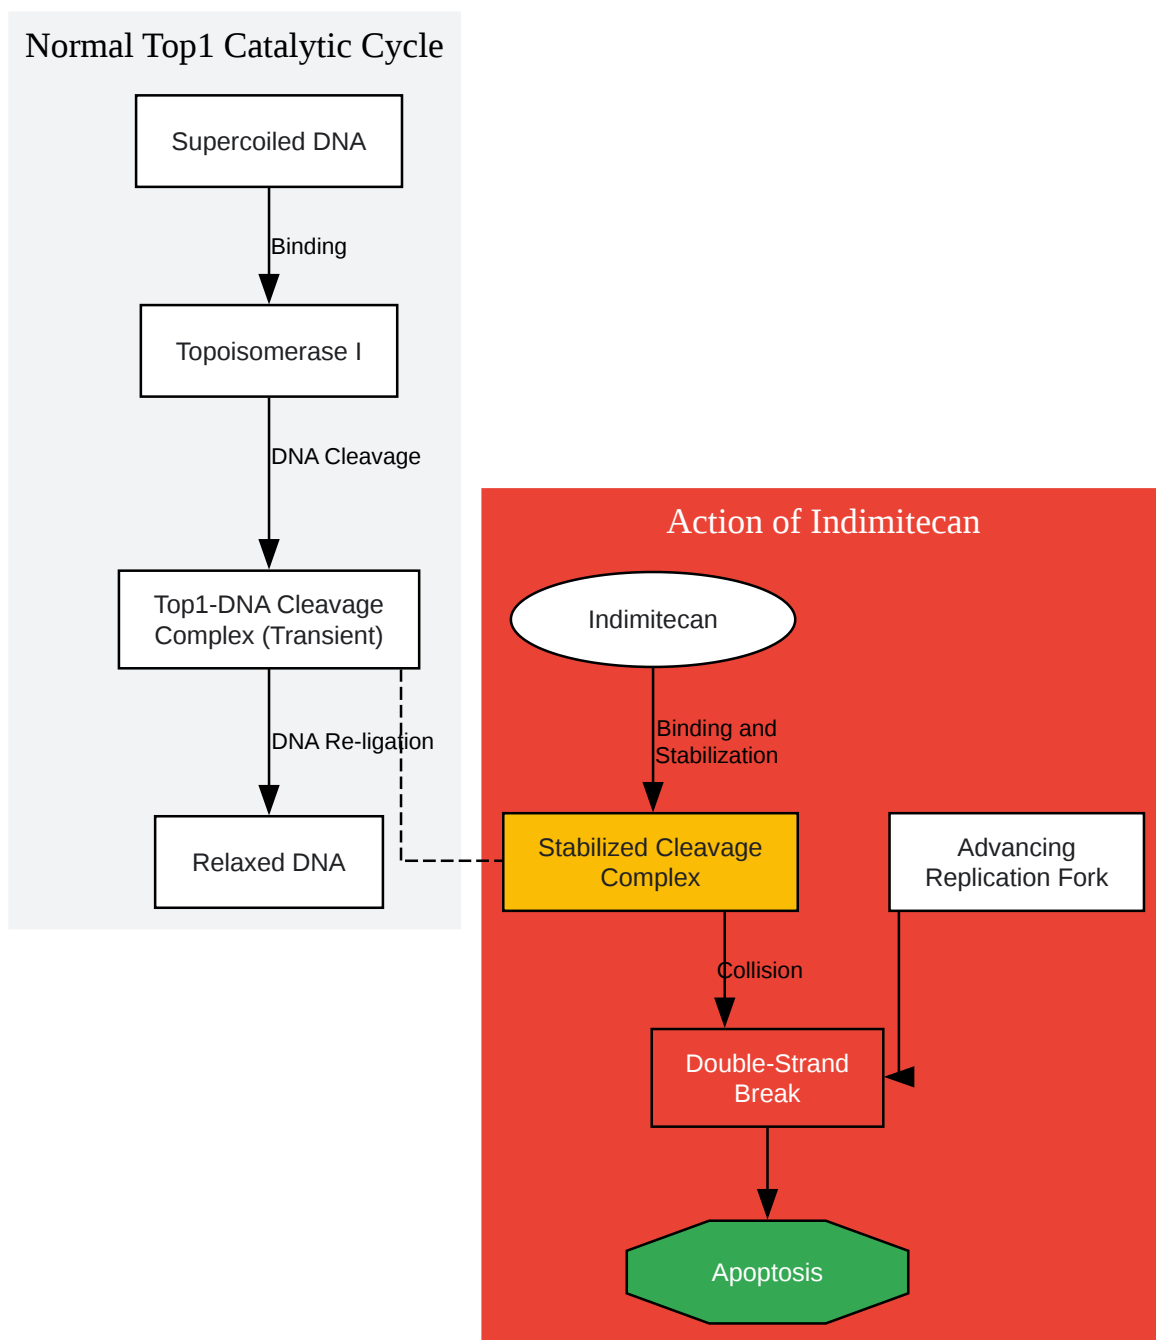 Normal Top1 Catalytic Cycle
Supercoiled DNA
Binding
Topoisomerase I
DNA Cleavage
Top1-DNA Cleavage
Complex (Transient)
DNA Re-ligation
Relaxed DNA
Action of Indimitecan
Indimitecan
Binding and
Stabilization
Stabilized Cleavage
Complex
Advancing
Replication Fork
Collision
Double-Strand
Break
Apoptosis